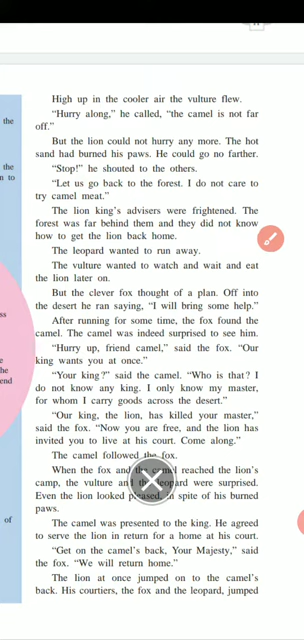 High up in the cooler air the vulture flew.
“Hurry along,” he called, “the camel is not far
off.”
But the lion could not hurry any more. The hot
sand had burned his paws. He could go no farther.
“Stop!” he shouted to the others.
“Let us go back to the forest. I do not care to
try camel meat.”
The lion king’s advisers were frightened. The
forest was far behind them and they did not know
how to get the lion back home.
The leopard wanted to run away.
The vulture wanted to watch and wait and eat
the lion later on.
But the clever fox thought of a plan. Off into
the desert he ran saying, “I will bring some help.”
After running for some time, the fox found the
camel. The camel was indeed surprised to see him.
“Hurry up, friend camel,” said the fox. “Our
king wants you at once.”
“Your king?” said the camel. “Who is that? I
do not know any king. I only know my master,
for whom I carry goods across the desert.”
“Our king, the lion, has killed your master,”
said the fox. “Now you are free, and the lion has
invited you to live at his court. Come along.”
The camel followed the fox.
When the fox and the camel reached the lion’s
camp, the vulture and the leopard were surprised.
Even the lion looked pleased, in spite of his burned
paws.
The camel was presented to the king. He agreed
to serve the lion in return for a home at his court.
“Get on the camel’s back, Your Majesty,” said
the fox. “We will return home.”
The lion at once jumped on to the camel’s
back. His courtiers, the fox and the leopard, jumped
the
the
n to
ss
e
he
end
of